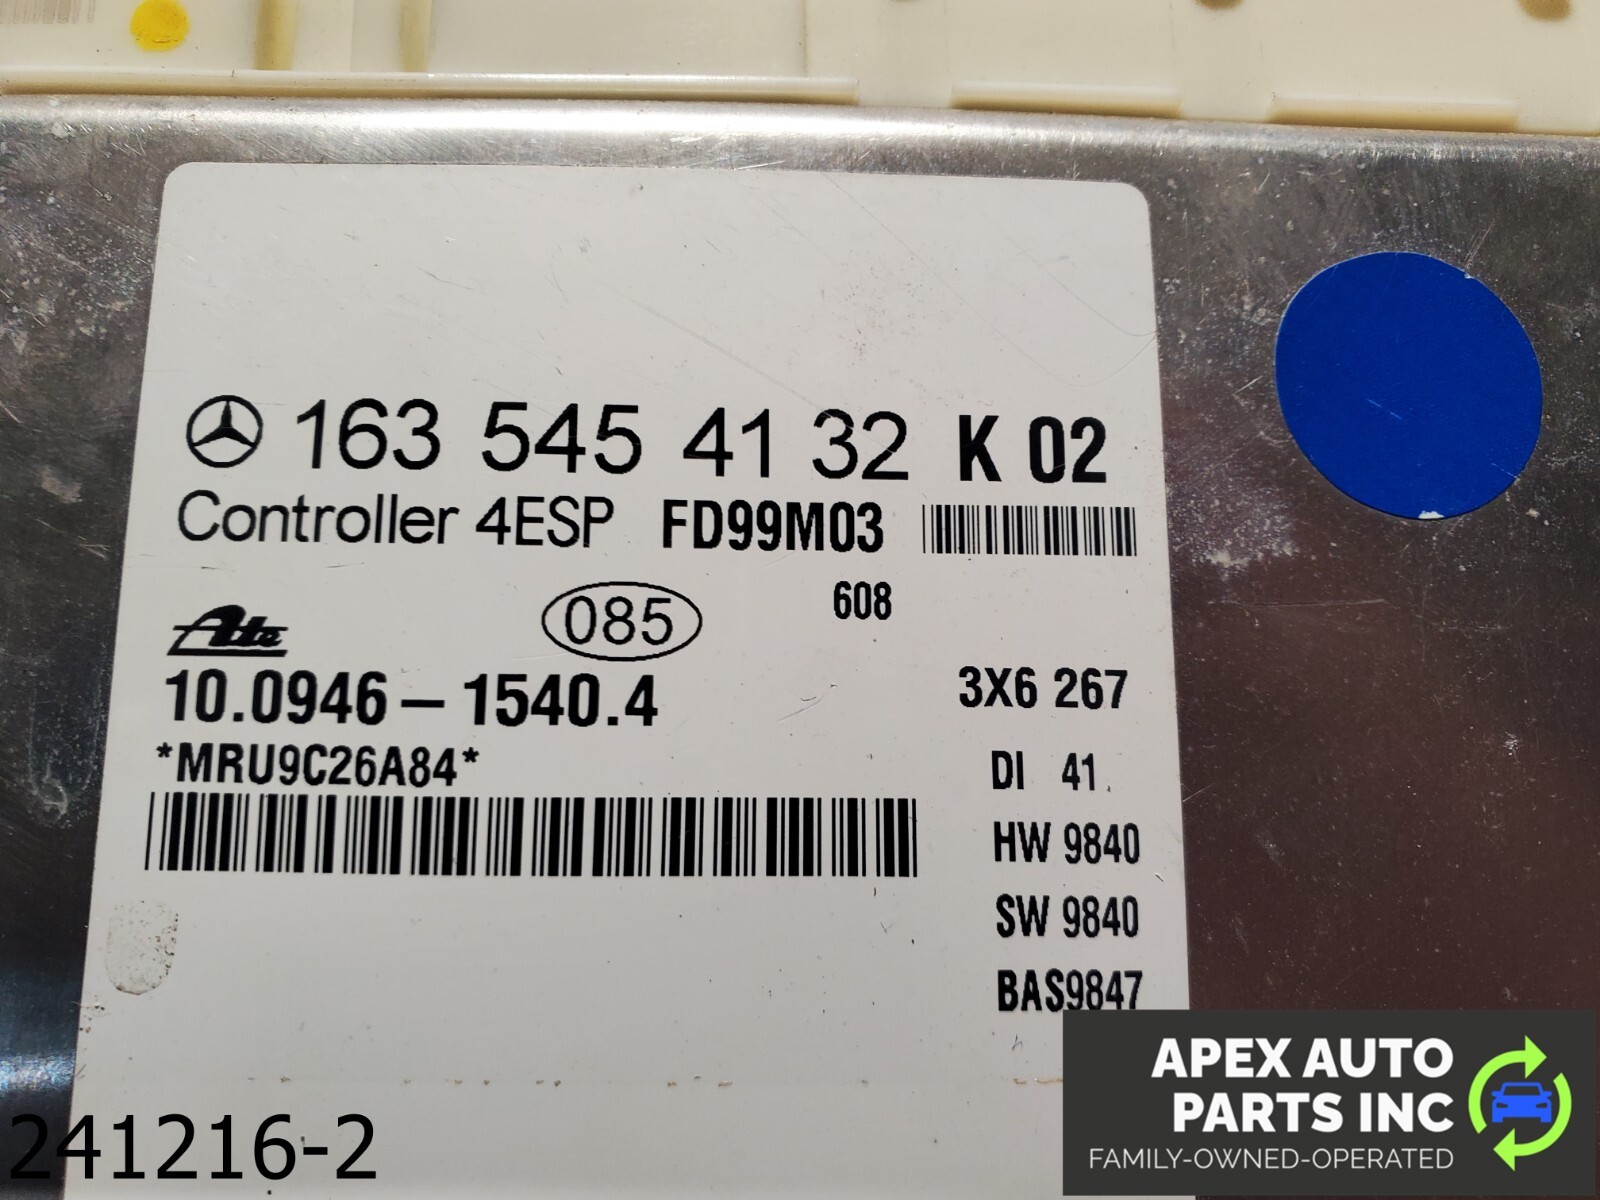 163 545 41 32 K 02
Controller 4ESP FD99M03
085
608
Ate
10.0946-1540.4
3X6 267
*MRU9C26A84*
DI 41
HW 9840
SW 9840
BAS9847
APEX AUTO
PARTS INC
FAMILY-OWNED-OPERATED
241216-2